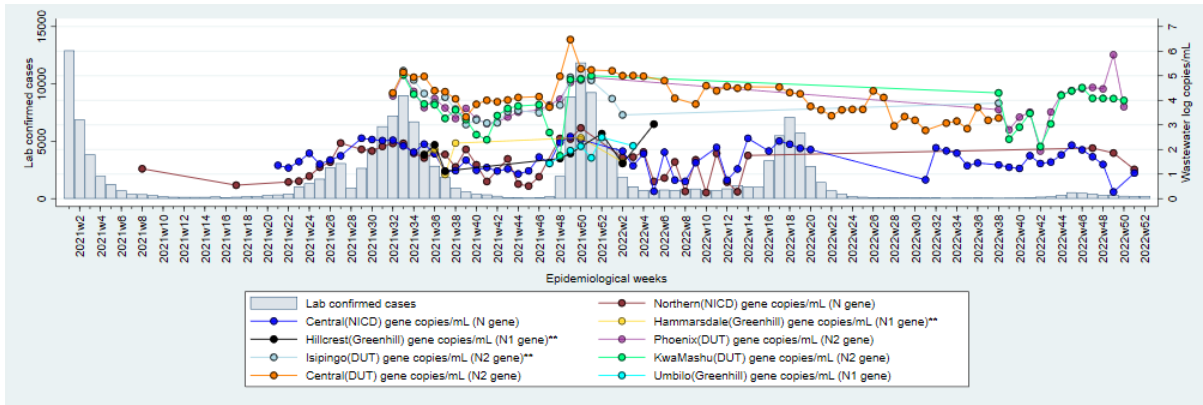 15000
10000
5000
0
Lab confirmed cases
7
6
5
4
3
2
1
0
Wastewater log copies/mL
2021w2
2021w4
2021w6
2021w8
2021w10
2021w12
2021w14
2021w16
2021w18
2021w20
2021w22
2021w24
2021w26
2021w28
2021w30
2021w32
2021w34
2021w36
2021w38
2021w40
2021w42
2021w44
2021w46
2021w48
2021w50
2021w52
2022w2
2022w4
2022w6
2022w8
2022w10
2022w12
2022w14
2022w16
2022w18
2022w20
2022w22
2022w24
2022w26
2022w28
2022w30
2022w32
2022w34
2022w36
2022w38
2022w40
2022w42
2022w44
2022w46
2022w48
2022w50
2022w52
Epidemiological weeks
Lab confirmed cases
Northern(NICD) gene copies/mL (N gene)
Central(NICD) gene copies/mL (N gene)
Hammarsdale(Greenhill) gene copies/mL (N1 gene)**
Hillcrest(Greenhill) gene copies/mL (N1 gene)**
Phoenix(DUT) gene copies/mL (N2 gene)
Isipingo(DUT) gene copies/mL (N2 gene)**
KwaMashu(DUT) gene copies/mL (N2 gene)
Central(DUT) gene copies/mL (N2 gene)
Umbilo(Greenhill) gene copies/mL (N1 gene)